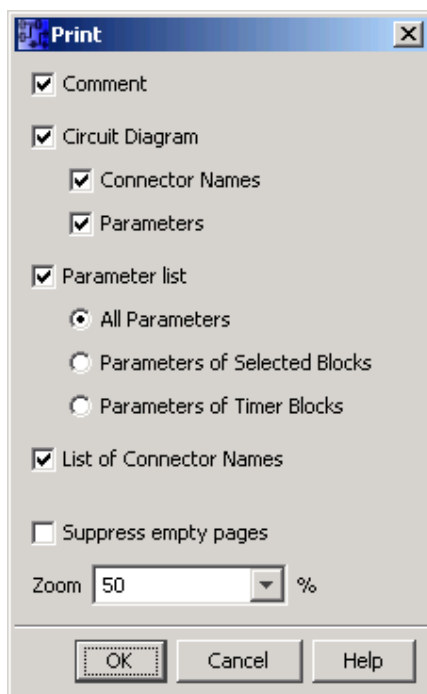 Print
Comment
Circuit Diagram
Connector Names
Parameters
Parameter list
All Parameters
Parameters of Selected Blocks
Parameters of Timer Blocks
List of Connector Names
Suppress empty pages
Zoom 50 %
OK Cancel Help